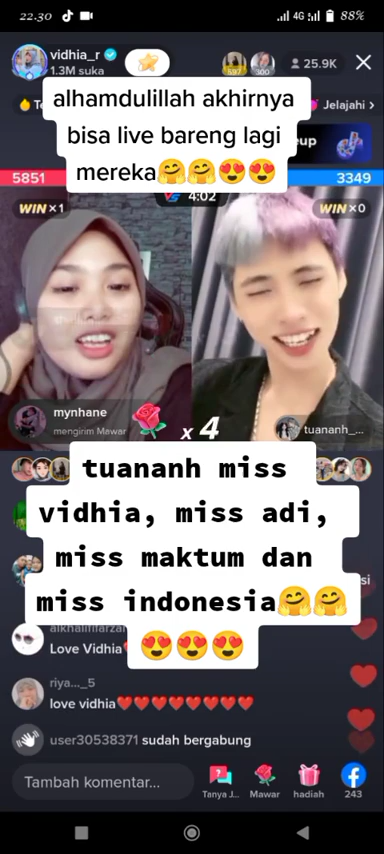 22.30
4G
88%
vidhia_r
1.3M suka
597
300
25.9K
Jelajahi >
alhamdulillah akhirnya
bisa live bareng lagi
mereka🤗🤗😍😍
5851
3349
VS 4:02
WIN ×1
WIN ×0
mynhane
mengirim Mawar
x 4
tuananh_...
tuananh miss
vidhia, miss adi,
miss maktum dan
miss indonesia🤗🤗
😍😍😍
Love Vidhia
riya..._5
love vidhia❤️❤️❤️❤️❤️❤️❤️❤️
user30538371 sudah bergabung
Tambah komentar...
Tanya J...
Mawar
hadiah
243